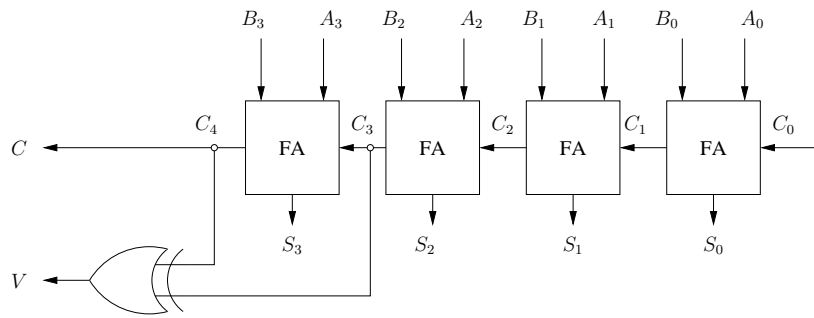 B₃ A₃ B₂ A₂ B₁ A₁ B₀ A₀
C₄ C₃ C₂ C₁ C₀
C FA FA FA FA
S₃ S₂ S₁ S₀
V